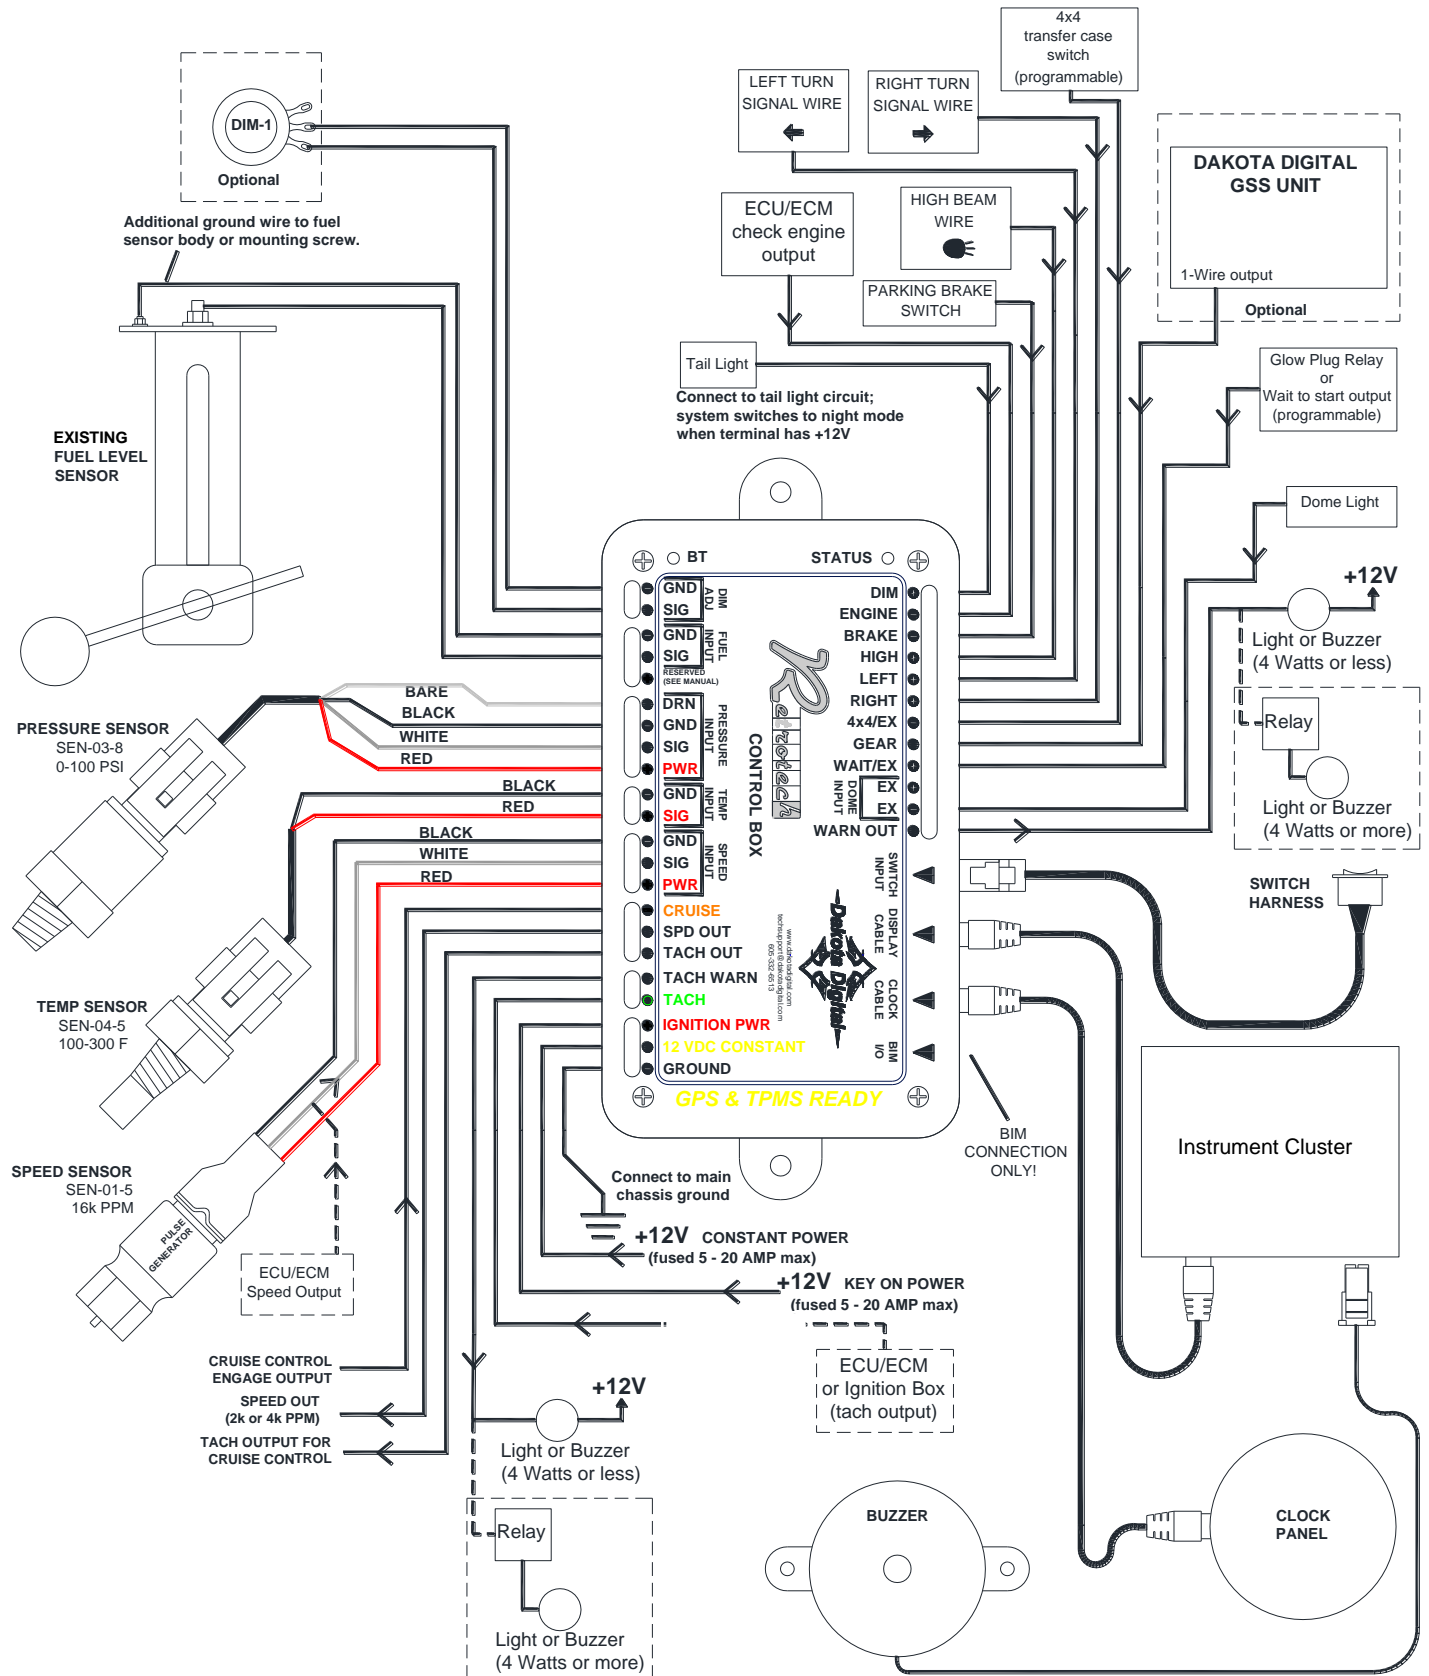 4x4
transfer case
switch
(programmable)
LEFT TURN
SIGNAL WIRE
RIGHT TURN
SIGNAL WIRE
DIM-1
Optional
DAKOTA DIGITAL
GSS UNIT
1-Wire output
Optional
ECU/ECM
check engine
output
HIGH BEAM
WIRE
PARKING BRAKE
SWITCH
Additional ground wire to fuel
sensor body or mounting screw.
Tail Light
Connect to tail light circuit;
system switches to night mode
when terminal has +12V
Glow Plug Relay
or
Wait to start output
(programmable)
Dome Light
EXISTING
FUEL LEVEL
SENSOR
BT
STATUS
GND
SIG
DIM
ADJ
GND
SIG
FUEL
INPUT
RESERVED
(SEE MANUAL)
DRN
GND
SIG
PWR
PRESSURE
INPUT
GND
SIG
TEMP
INPUT
GND
SIG
PWR
SPEED
INPUT
CRUISE
SPD OUT
TACH OUT
TACH WARN
TACH
IGNITION PWR
12 VDC CONSTANT
GROUND
GPS & TPMS READY
Retrotech
CONTROL BOX
Dakota Digital
www.dakotadigital.com
techsupport@dakotadigital.com
605-332-6513
DIM
ENGINE
BRAKE
HIGH
LEFT
RIGHT
4x4/EX
GEAR
WAIT/EX
EX
EX
DOME
INPUT
WARN OUT
SWITCH
INPUT
DISPLAY
CABLE
CLOCK
CABLE
BIM
I/O
+12V
Light or Buzzer
(4 Watts or less)
Relay
Light or Buzzer
(4 Watts or more)
SWITCH
HARNESS
BARE
BLACK
WHITE
RED
PRESSURE SENSOR
SEN-03-8
0-100 PSI
BLACK
RED
BLACK
WHITE
RED
TEMP SENSOR
SEN-04-5
100-300 F
SPEED SENSOR
SEN-01-5
16k PPM
PULSE
GENERATOR
ECU/ECM
Speed Output
BIM
CONNECTION
ONLY!
Instrument Cluster
Connect to main
chassis ground
+12V CONSTANT POWER
(fused 5 - 20 AMP max)
+12V KEY ON POWER
(fused 5 - 20 AMP max)
ECU/ECM
or Ignition Box
(tach output)
CRUISE CONTROL
ENGAGE OUTPUT
SPEED OUT
(2k or 4k PPM)
TACH OUTPUT FOR
CRUISE CONTROL
+12V
Light or Buzzer
(4 Watts or less)
Relay
Light or Buzzer
(4 Watts or more)
BUZZER
CLOCK
PANEL